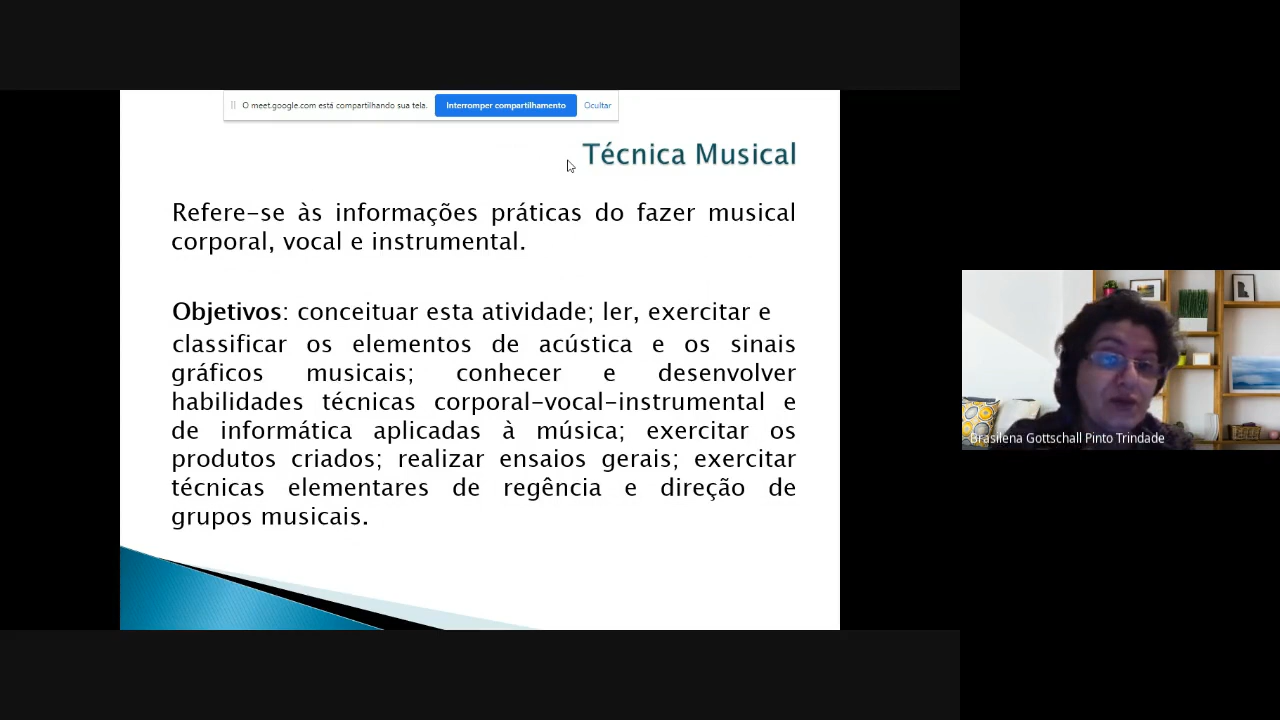 O meet.google.com está compartilhando sua tela.
Interromper compartilhamento
Ocultar
Técnica Musical
Refere-se às informações práticas do fazer musical
corporal, vocal e instrumental.
Objetivos: conceituar esta atividade; ler, exercitar e
classificar os elementos de acústica e os sinais
gráficos musicais; conhecer e desenvolver
habilidades técnicas corporal-vocal-instrumental e
de informática aplicadas à música; exercitar os
produtos criados; realizar ensaios gerais; exercitar
técnicas elementares de regência e direção de
grupos musicais.
Brasilena Gottschall Pinto Trindade